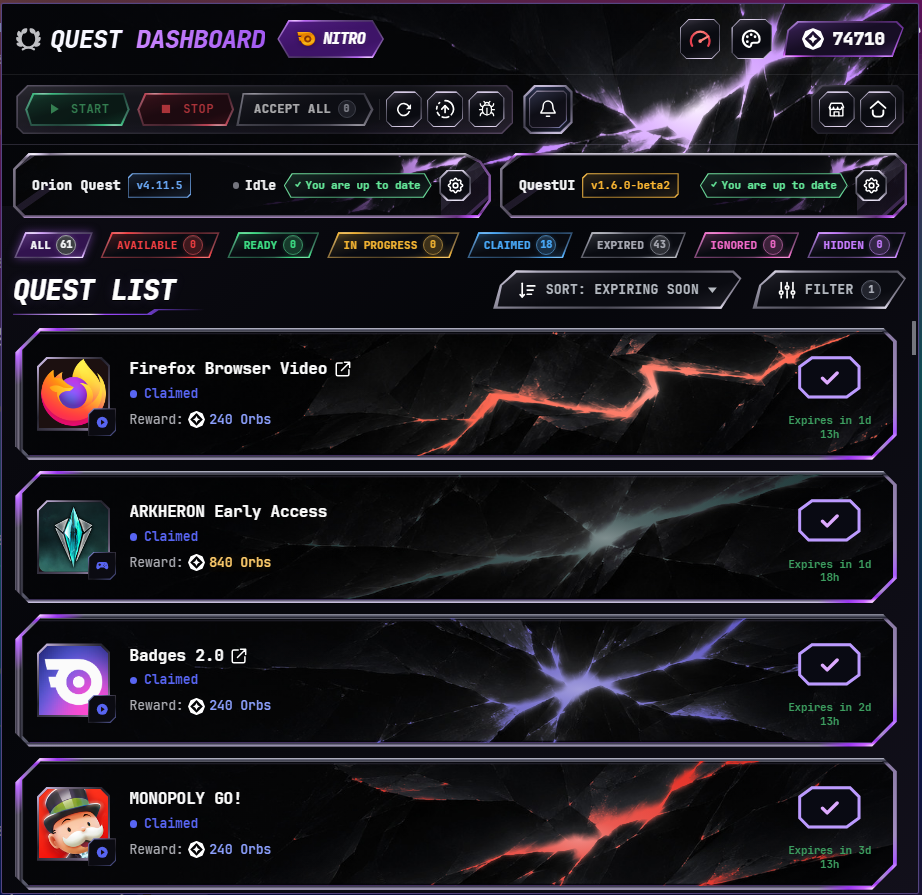 QUEST DASHBOARD NITRO 74710
START STOP ACCEPT ALL 0
Orion Quest v4.11.5 Idle ✓ You are up to date
QuestUI v1.6.0-beta2 ✓ You are up to date
ALL 61 AVAILABLE 0 READY 0 IN PROGRESS 0 CLAIMED 18 EXPIRED 43 IGNORED 0 HIDDEN 0
QUEST LIST SORT: EXPIRING SOON FILTER 1
Firefox Browser Video
Claimed
Reward: 240 Orbs
Expires in 1d
13h
ARKHERON Early Access
Claimed
Reward: 840 Orbs
Expires in 1d
18h
Badges 2.0
Claimed
Reward: 240 Orbs
Expires in 2d
13h
MONOPOLY GO!
Claimed
Reward: 240 Orbs
Expires in 3d
13h